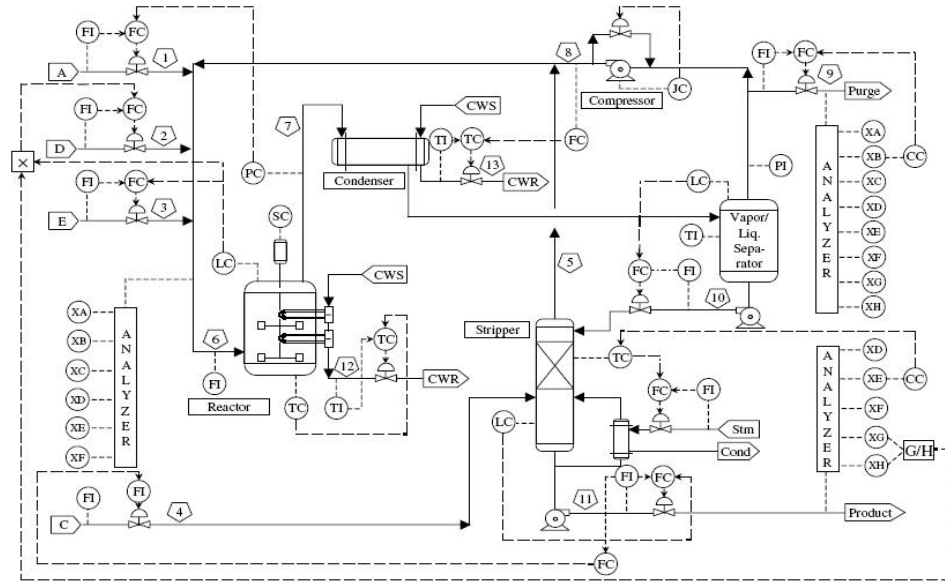 FI
FC
1
A
FI
FC
2
D
×
FI
FC
3
E
PC
7
CWS
Condenser
TI
TC
13
CWR
FC
8
Compressor
JC
FI
FC
9
Purge
PI
LC
Vapor/
Liq.
Sepa-
rator
TI
FC
FI
10
ANALYZER
XA
XB
XC
XD
XE
XF
XG
XH
CC
SC
LC
CWS
TC
12
CWR
TI
TC
6
FI
Reactor
XA
XB
XC
XD
XE
XF
ANALYZER
5
Stripper
TC
FC
FI
Stm
Cond
LC
FI
FC
11
Product
FC
ANALYZER
XD
XE
XF
XG
XH
CC
G/H
FI
FI
C
4